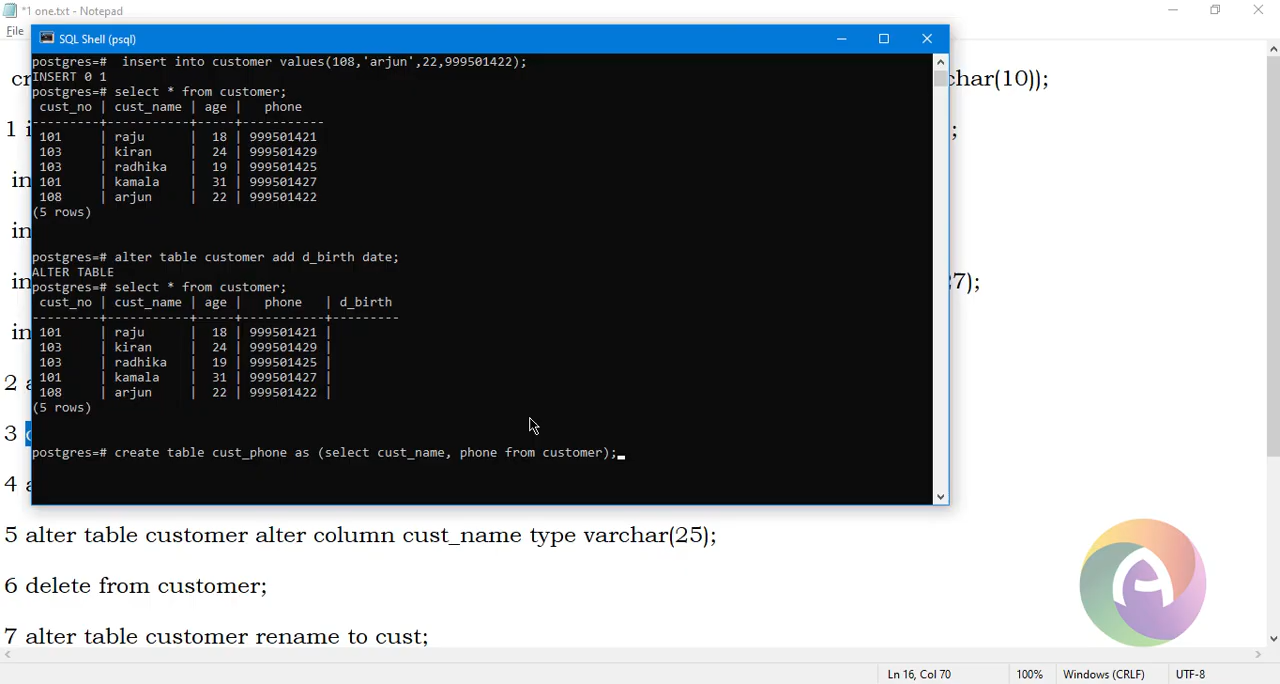 *1 one.txt - Notepad
File
SQL Shell (psql)
postgres=#  insert into customer values(108,'arjun',22,999501422);
INSERT 0 1
postgres=# select * from customer;
cust_no | cust_name | age |   phone
---------+-----------+-----+-----------
101     | raju      |  18 | 999501421
103     | kiran     |  24 | 999501429
103     | radhika   |  19 | 999501425
101     | kamala    |  31 | 999501427
108     | arjun     |  22 | 999501422
(5 rows)
postgres=# alter table customer add d_birth date;
ALTER TABLE
postgres=# select * from customer;
cust_no | cust_name | age |   phone   | d_birth
---------+-----------+-----+-----------+---------
101     | raju      |  18 | 999501421 |
103     | kiran     |  24 | 999501429 |
103     | radhika   |  19 | 999501425 |
101     | kamala    |  31 | 999501427 |
108     | arjun     |  22 | 999501422 |
(5 rows)
postgres=# create table cust_phone as (select cust_name, phone from customer);
cr char(10));
1 i ;
in
in
in 27);
in
2 a
3 c
4 a
5 alter table customer alter column cust_name type varchar(25);
6 delete from customer;
7 alter table customer rename to cust;
Ln 16, Col 70 100% Windows (CRLF) UTF-8